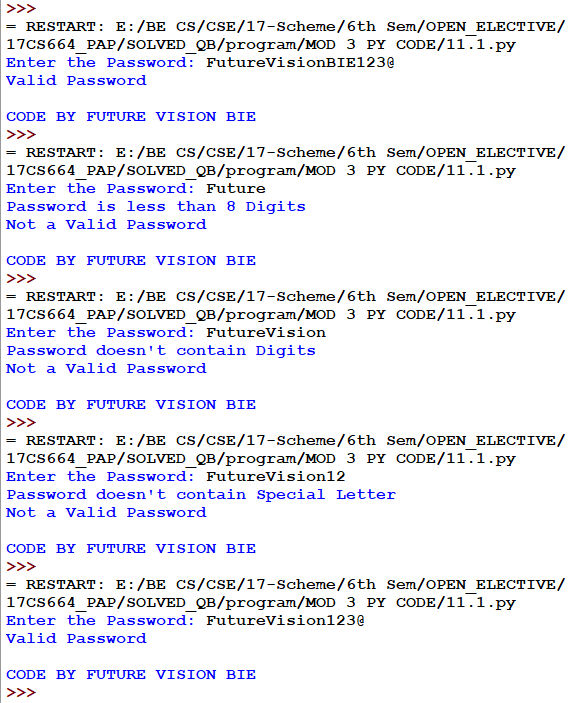 >>>
= RESTART: E:/BE CS/CSE/17-Scheme/6th Sem/OPEN_ELECTIVE/
17CS664_PAP/SOLVED_QB/program/MOD 3 PY CODE/11.1.py
Enter the Password: FutureVisionBIE123@
Valid Password

CODE BY FUTURE VISION BIE
>>>
= RESTART: E:/BE CS/CSE/17-Scheme/6th Sem/OPEN_ELECTIVE/
17CS664_PAP/SOLVED_QB/program/MOD 3 PY CODE/11.1.py
Enter the Password: Future
Password is less than 8 Digits
Not a Valid Password

CODE BY FUTURE VISION BIE
>>>
= RESTART: E:/BE CS/CSE/17-Scheme/6th Sem/OPEN_ELECTIVE/
17CS664_PAP/SOLVED_QB/program/MOD 3 PY CODE/11.1.py
Enter the Password: FutureVision
Password doesn't contain Digits
Not a Valid Password

CODE BY FUTURE VISION BIE
>>>
= RESTART: E:/BE CS/CSE/17-Scheme/6th Sem/OPEN_ELECTIVE/
17CS664_PAP/SOLVED_QB/program/MOD 3 PY CODE/11.1.py
Enter the Password: FutureVision12
Password doesn't contain Special Letter
Not a Valid Password

CODE BY FUTURE VISION BIE
>>>
= RESTART: E:/BE CS/CSE/17-Scheme/6th Sem/OPEN_ELECTIVE/
17CS664_PAP/SOLVED_QB/program/MOD 3 PY CODE/11.1.py
Enter the Password: FutureVision123@
Valid Password

CODE BY FUTURE VISION BIE
>>>